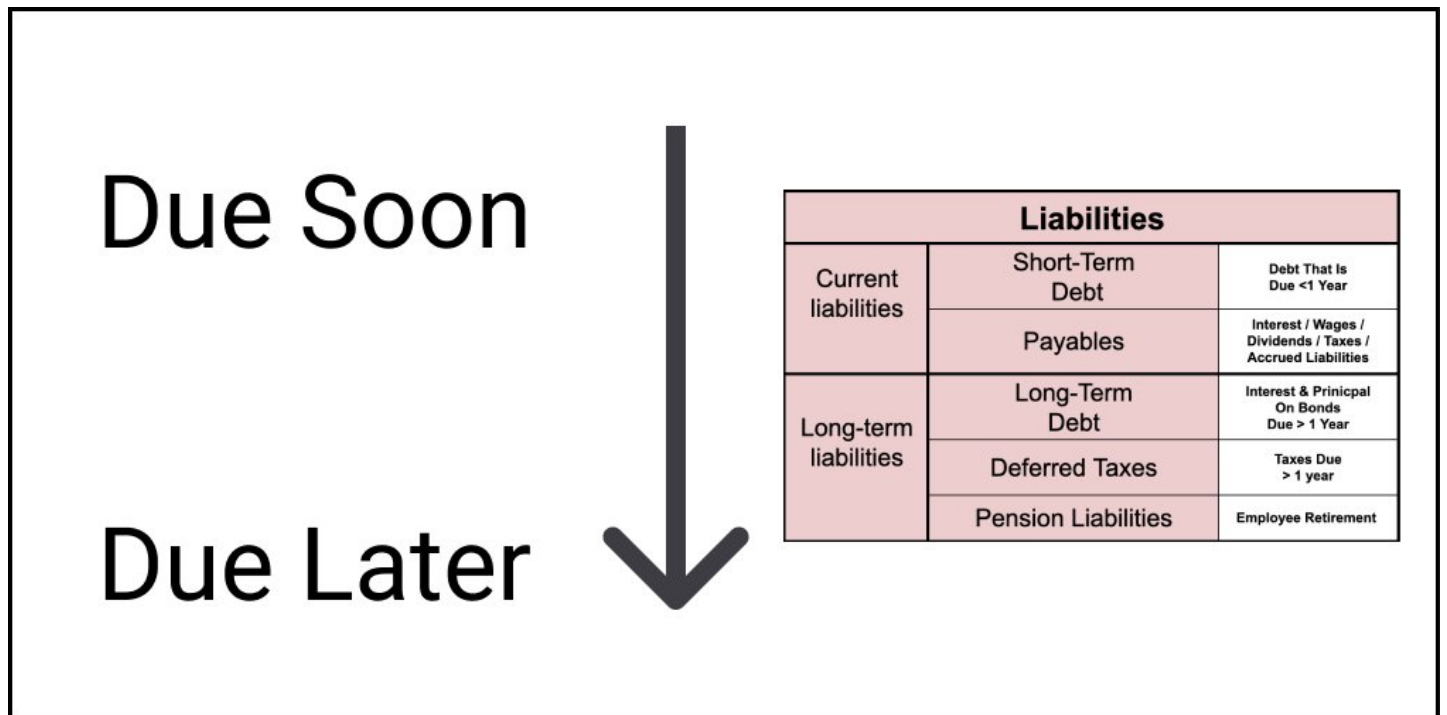 Due Soon
Due Later
Liabilities
Current
liabilities
Short-Term
Debt
Debt That Is
Due <1 Year
Payables
Interest / Wages /
Dividends / Taxes /
Accrued Liabilities
Long-term
liabilities
Long-Term
Debt
Interest & Prinicpal
On Bonds
Due > 1 Year
Deferred Taxes
Taxes Due
> 1 year
Pension Liabilities
Employee Retirement